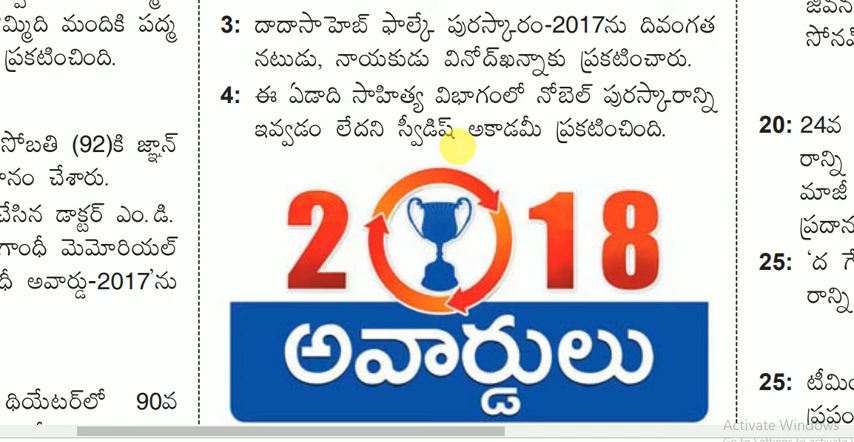 మ్మిది మందికి పద్మ
ప్రకటించింది.
సోబతి (92)కి జ్ఞాన్
చేశారు.
చేసిన డాక్టర్ ఎం.డి.
గాంధీ మెమోరియల్
అవార్డు-2017'ను
థియేటర్‌లో 90వ
3: దాదాసాహెబ్ ఫాల్కే పురస్కారం-2017ను దివంగత
నటుడు, నాయకుడు వినోద్‌ఖన్నాకు ప్రకటించారు.
4: ఈ ఏడాది సాహిత్య విభాగంలో నోబెల్ పురస్కారాన్ని
ఇవ్వడం లేదని స్వీడిష్ అకాడమీ ప్రకటించింది.
2018
అవార్డులు
20: 24వ
రాన్ని
మాజీ
25: 'ద
రాన్ని
25:
Activate Windows